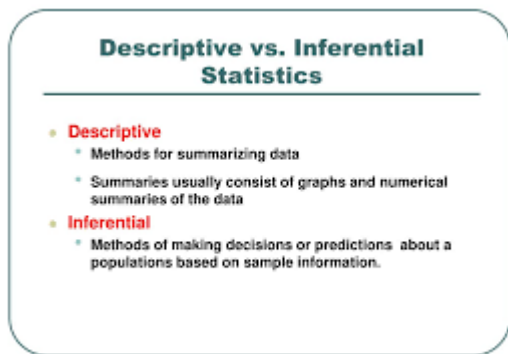 Descriptive vs. Inferential
Statistics
Descriptive
Methods for summarizing data
Summaries usually consist of graphs and numerical
summaries of the data
Inferential
Methods of making decisions or predictions about a
populations based on sample information.